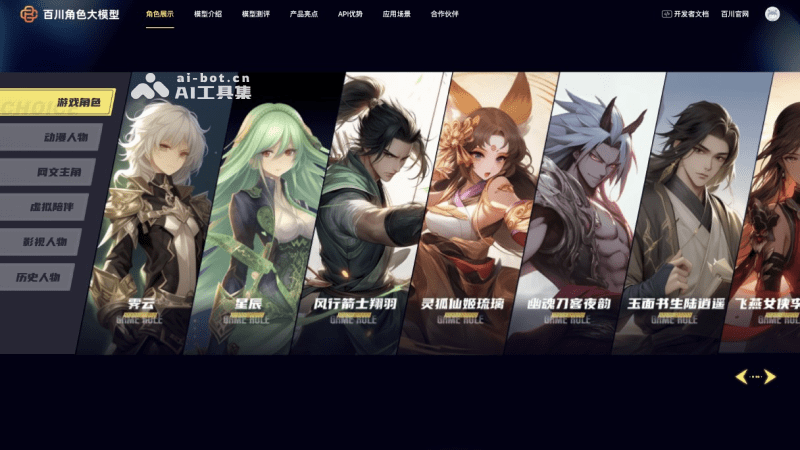 百川角色大模型
角色展示
模型介绍
模型测评
产品亮点
API优势
应用场景
合作伙伴
开发者文档
百川官网
ai-bot.cn
AI工具集
CHOICE
游戏角色
动漫人物
网文主角
虚拟陪伴
影视人物
历史人物
霁云
GAME ROLE
星辰
GAME ROLE
风行箭士翔羽
GAME ROLE
灵狐仙姬琉璃
GAME ROLE
幽魂刀客夜韵
GAME ROLE
玉面书生陆逍遥
GAME ROLE
飞燕女侠李
GAME ROLE